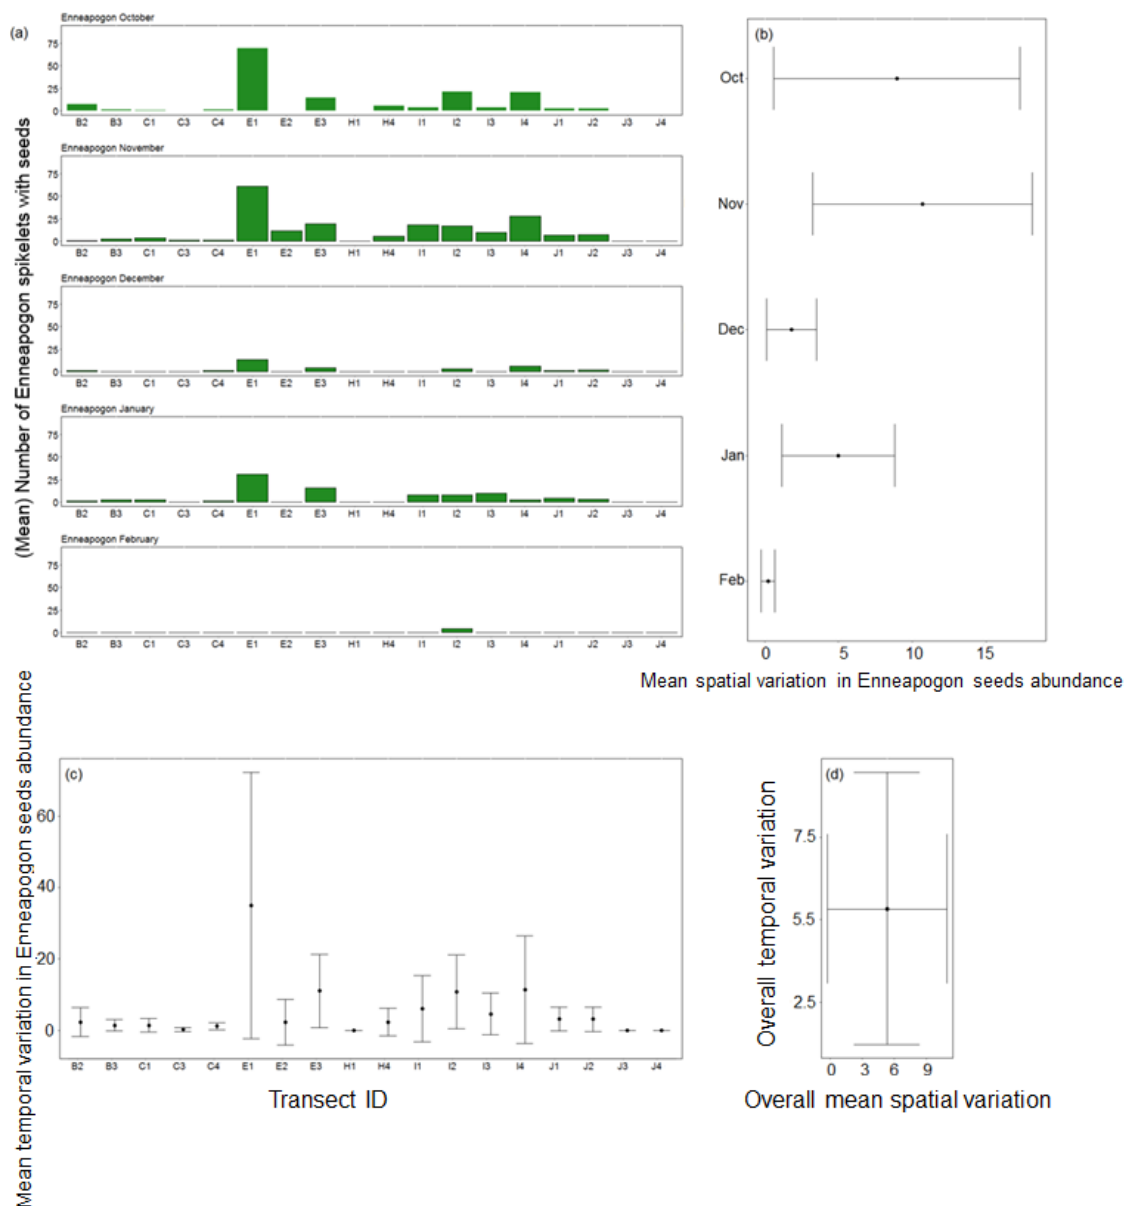 (a)
(Mean) Number of Enneapogon spikelets with seeds
Enneapogon October
75
50
25
0
B2 B3 C1 C3 C4 E1 E2 E3 H1 H4 I1 I2 I3 I4 J1 J2 J3 J4
Enneapogon November
75
50
25
0
B2 B3 C1 C3 C4 E1 E2 E3 H1 H4 I1 I2 I3 I4 J1 J2 J3 J4
Enneapogon December
75
50
25
0
B2 B3 C1 C3 C4 E1 E2 E3 H1 H4 I1 I2 I3 I4 J1 J2 J3 J4
Enneapogon January
75
50
25
0
B2 B3 C1 C3 C4 E1 E2 E3 H1 H4 I1 I2 I3 I4 J1 J2 J3 J4
Enneapogon February
75
50
25
0
B2 B3 C1 C3 C4 E1 E2 E3 H1 H4 I1 I2 I3 I4 J1 J2 J3 J4
(b)
Oct
Nov
Dec
Jan
Feb
0 5 10 15
Mean spatial variation in Enneapogon seeds abundance
(c)
Mean temporal variation in Enneapogon seeds abundance
60
40
20
0
B2 B3 C1 C3 C4 E1 E2 E3 H1 H4 I1 I2 I3 I4 J1 J2 J3 J4
Transect ID
(d)
Overall temporal variation
7.5
5.5
2.5
0 3 6 9
Overall mean spatial variation